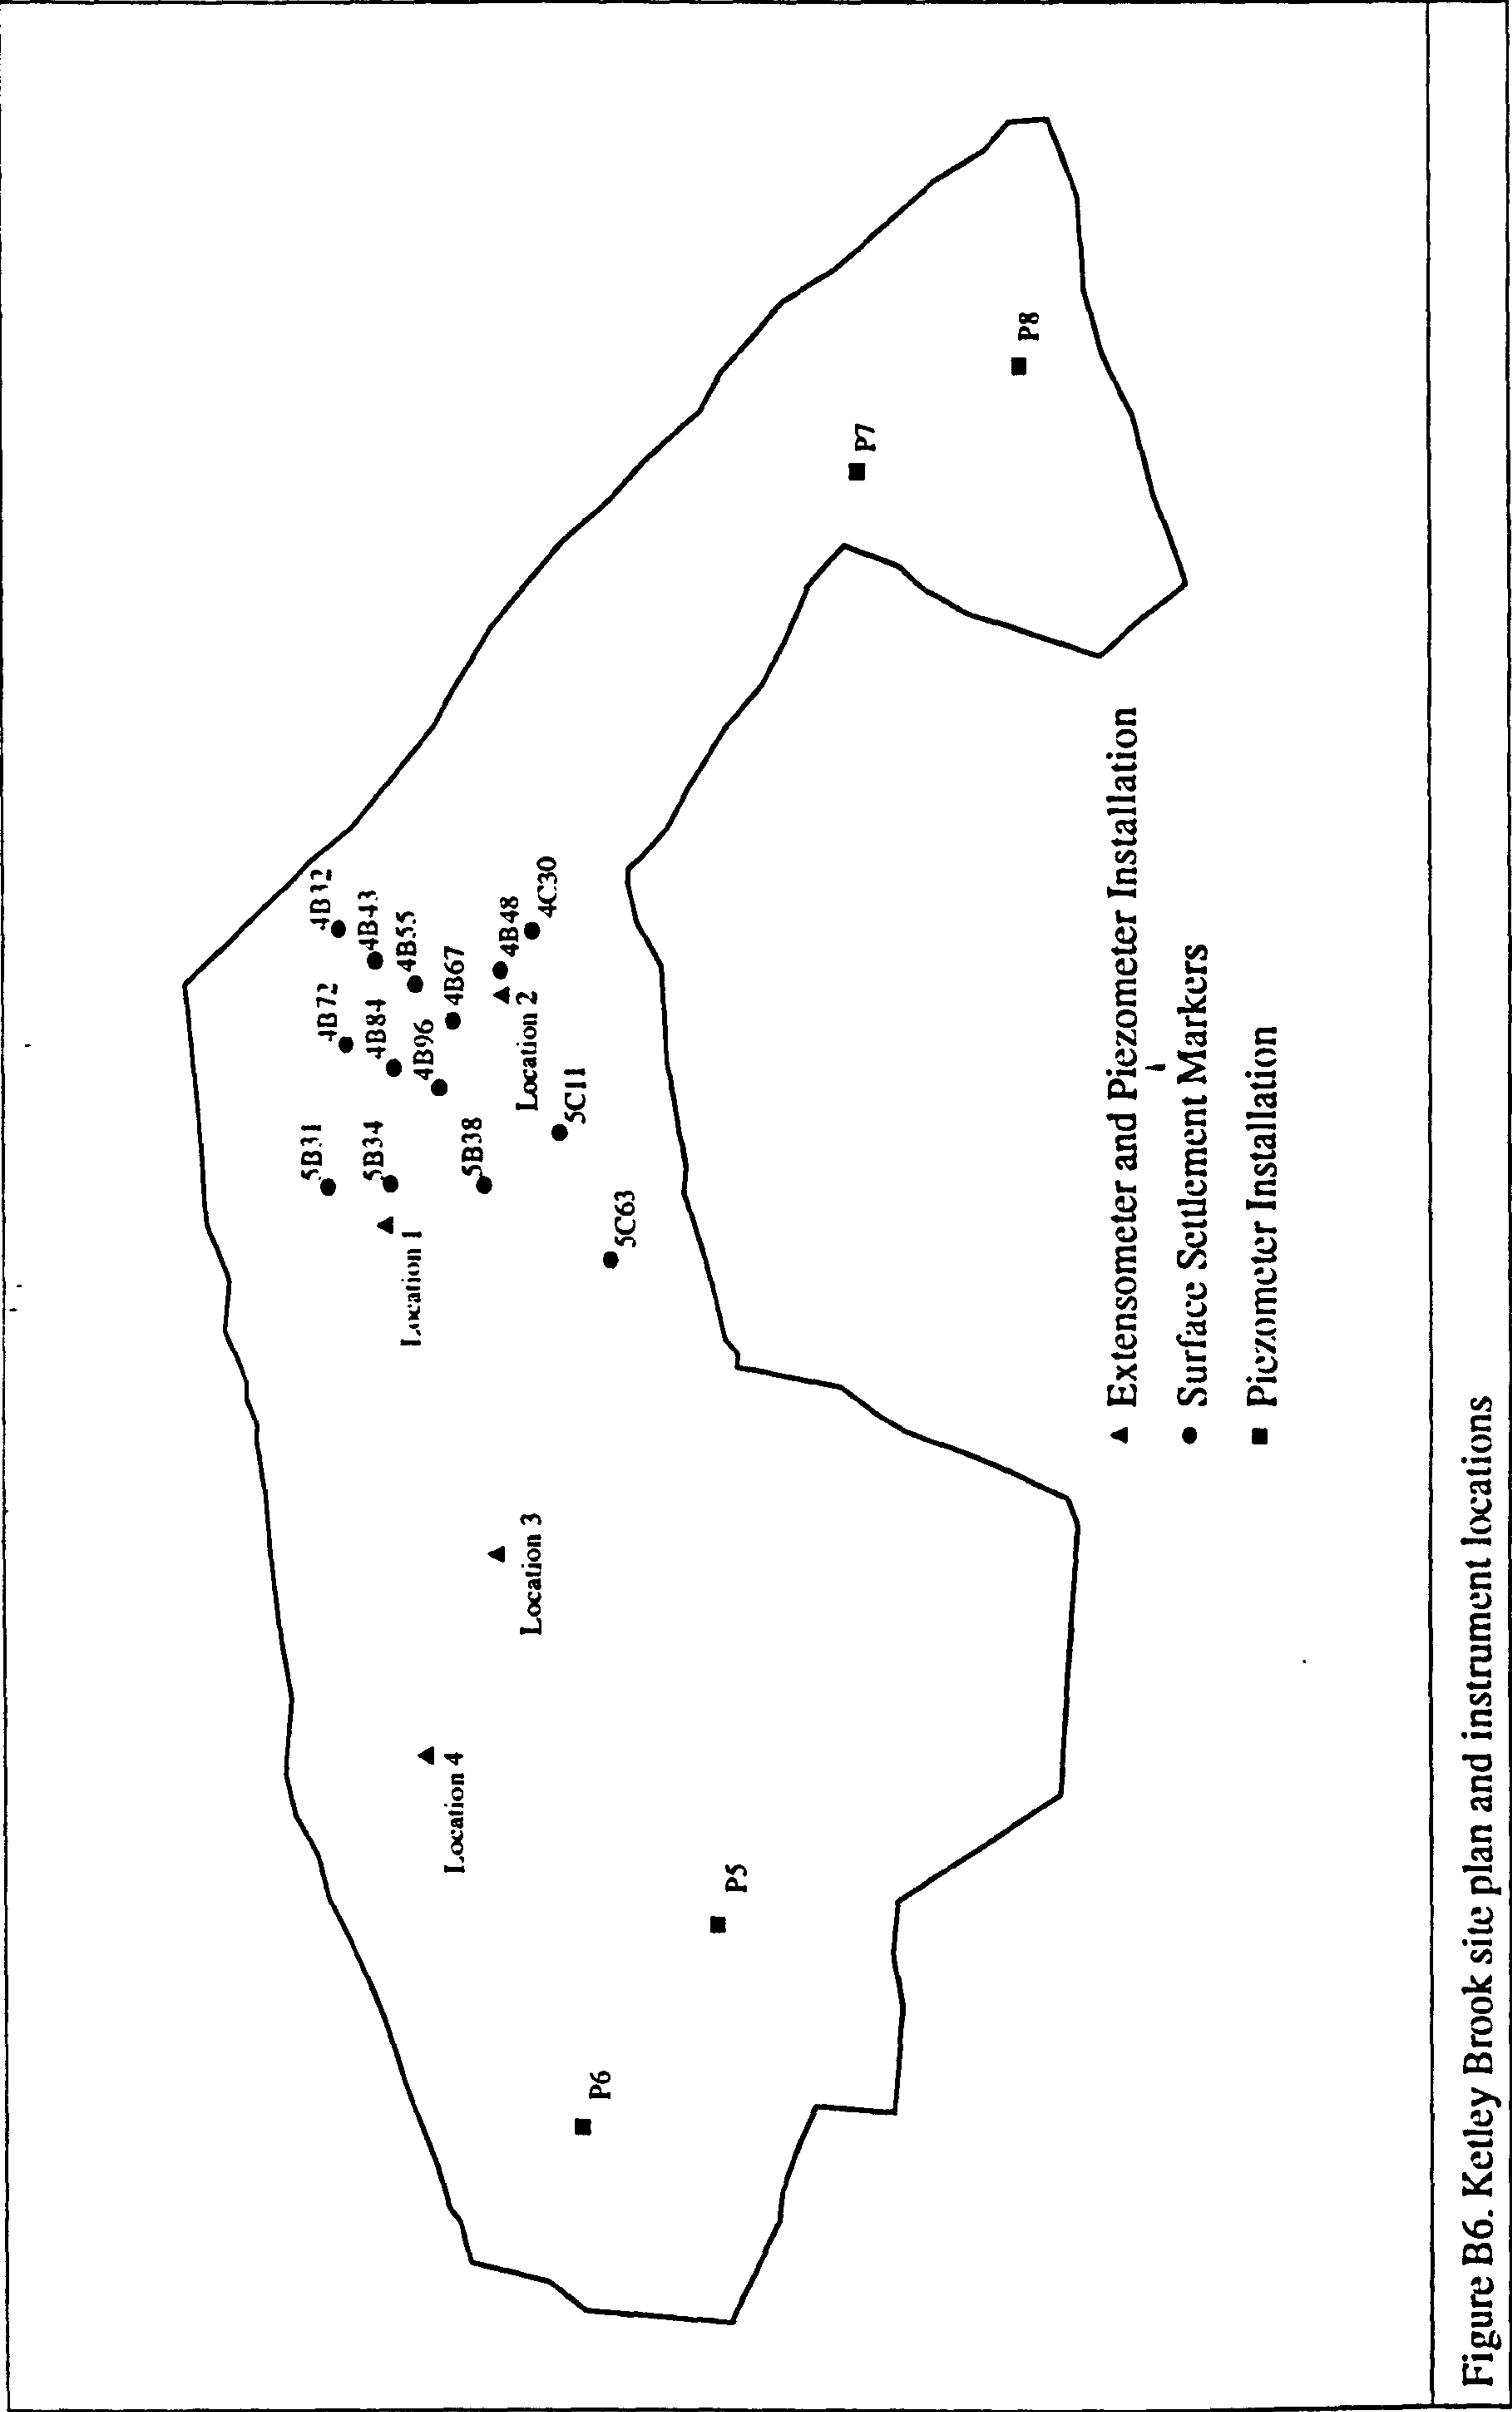 4B32
4B43
4B55
4B67
4B48
4C30
4B72
4B84
4B96
Location 2
5C11
5B31
5B34
5B38
5C63
Location 1
Location 3
Location 4
P5
P6
P7
P8
Extensometer and Piezometer Installation
Surface Settlement Markers
Piezometer Installation
Figure B6. Ketley Brook site plan and instrument locations